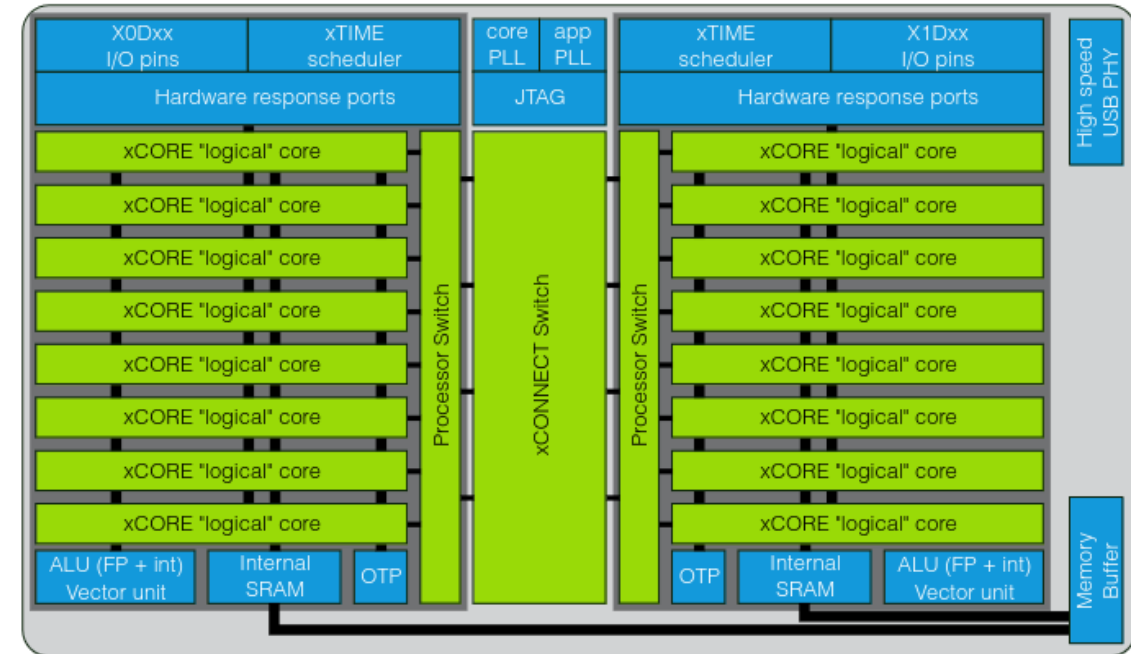 X0Dxx
I/O pins
xTIME
scheduler
core
PLL
app
PLL
xTIME
scheduler
X1Dxx
I/O pins
High speed
USB PHY
Hardware response ports
JTAG
Hardware response ports
xCORE "logical" core
xCORE "logical" core
xCORE "logical" core
xCORE "logical" core
xCORE "logical" core
xCORE "logical" core
xCORE "logical" core
xCORE "logical" core
Processor Switch
xCONNECT Switch
Processor Switch
xCORE "logical" core
xCORE "logical" core
xCORE "logical" core
xCORE "logical" core
xCORE "logical" core
xCORE "logical" core
xCORE "logical" core
xCORE "logical" core
ALU (FP + int)
Vector unit
Internal
SRAM
OTP
OTP
Internal
SRAM
ALU (FP + int)
Vector unit
Memory
Buffer